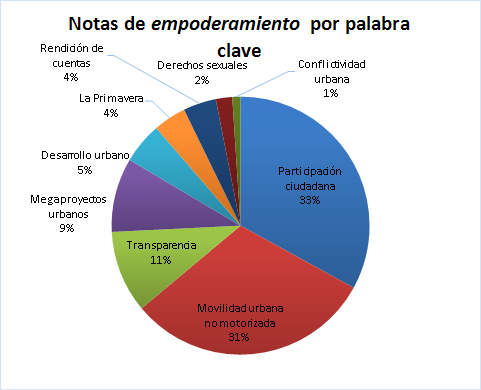 Notas de empoderamiento por palabra
clave
Rendición de
cuentas
4%
Derechos sexuales
2%
Conflictividad
urbana
1%
La Primavera
4%
Desarrollo urbano
5%
Megaproyectos
urbanos
9%
Transparencia
11%
Participación
ciudadana
33%
Movilidad urbana
no motorizada
31%